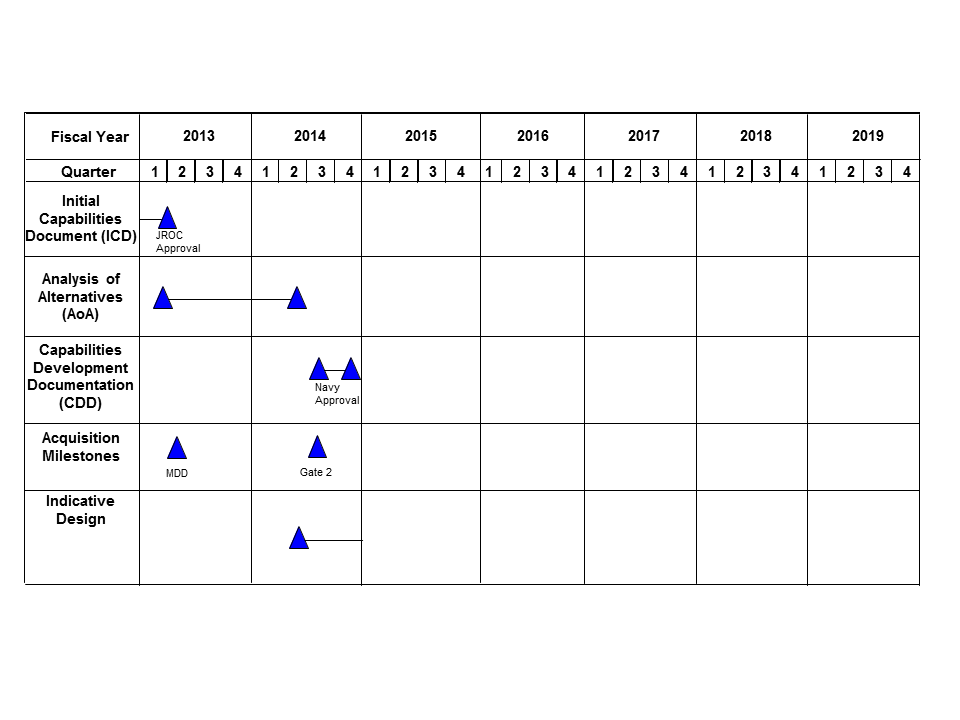 Fiscal Year 2013 2014 2015 2016 2017 2018 2019
Quarter 1 2 3 4 1 2 3 4 1 2 3 4 1 2 3 4 1 2 3 4 1 2 3 4 1 2 3 4
Initial
Capabilities
Document (ICD)
JROC
Approval
Analysis of
Alternatives
(AoA)
Capabilities
Development
Documentation
(CDD)
Navy
Approval
Acquisition
Milestones
MDD
Gate 2
Indicative
Design